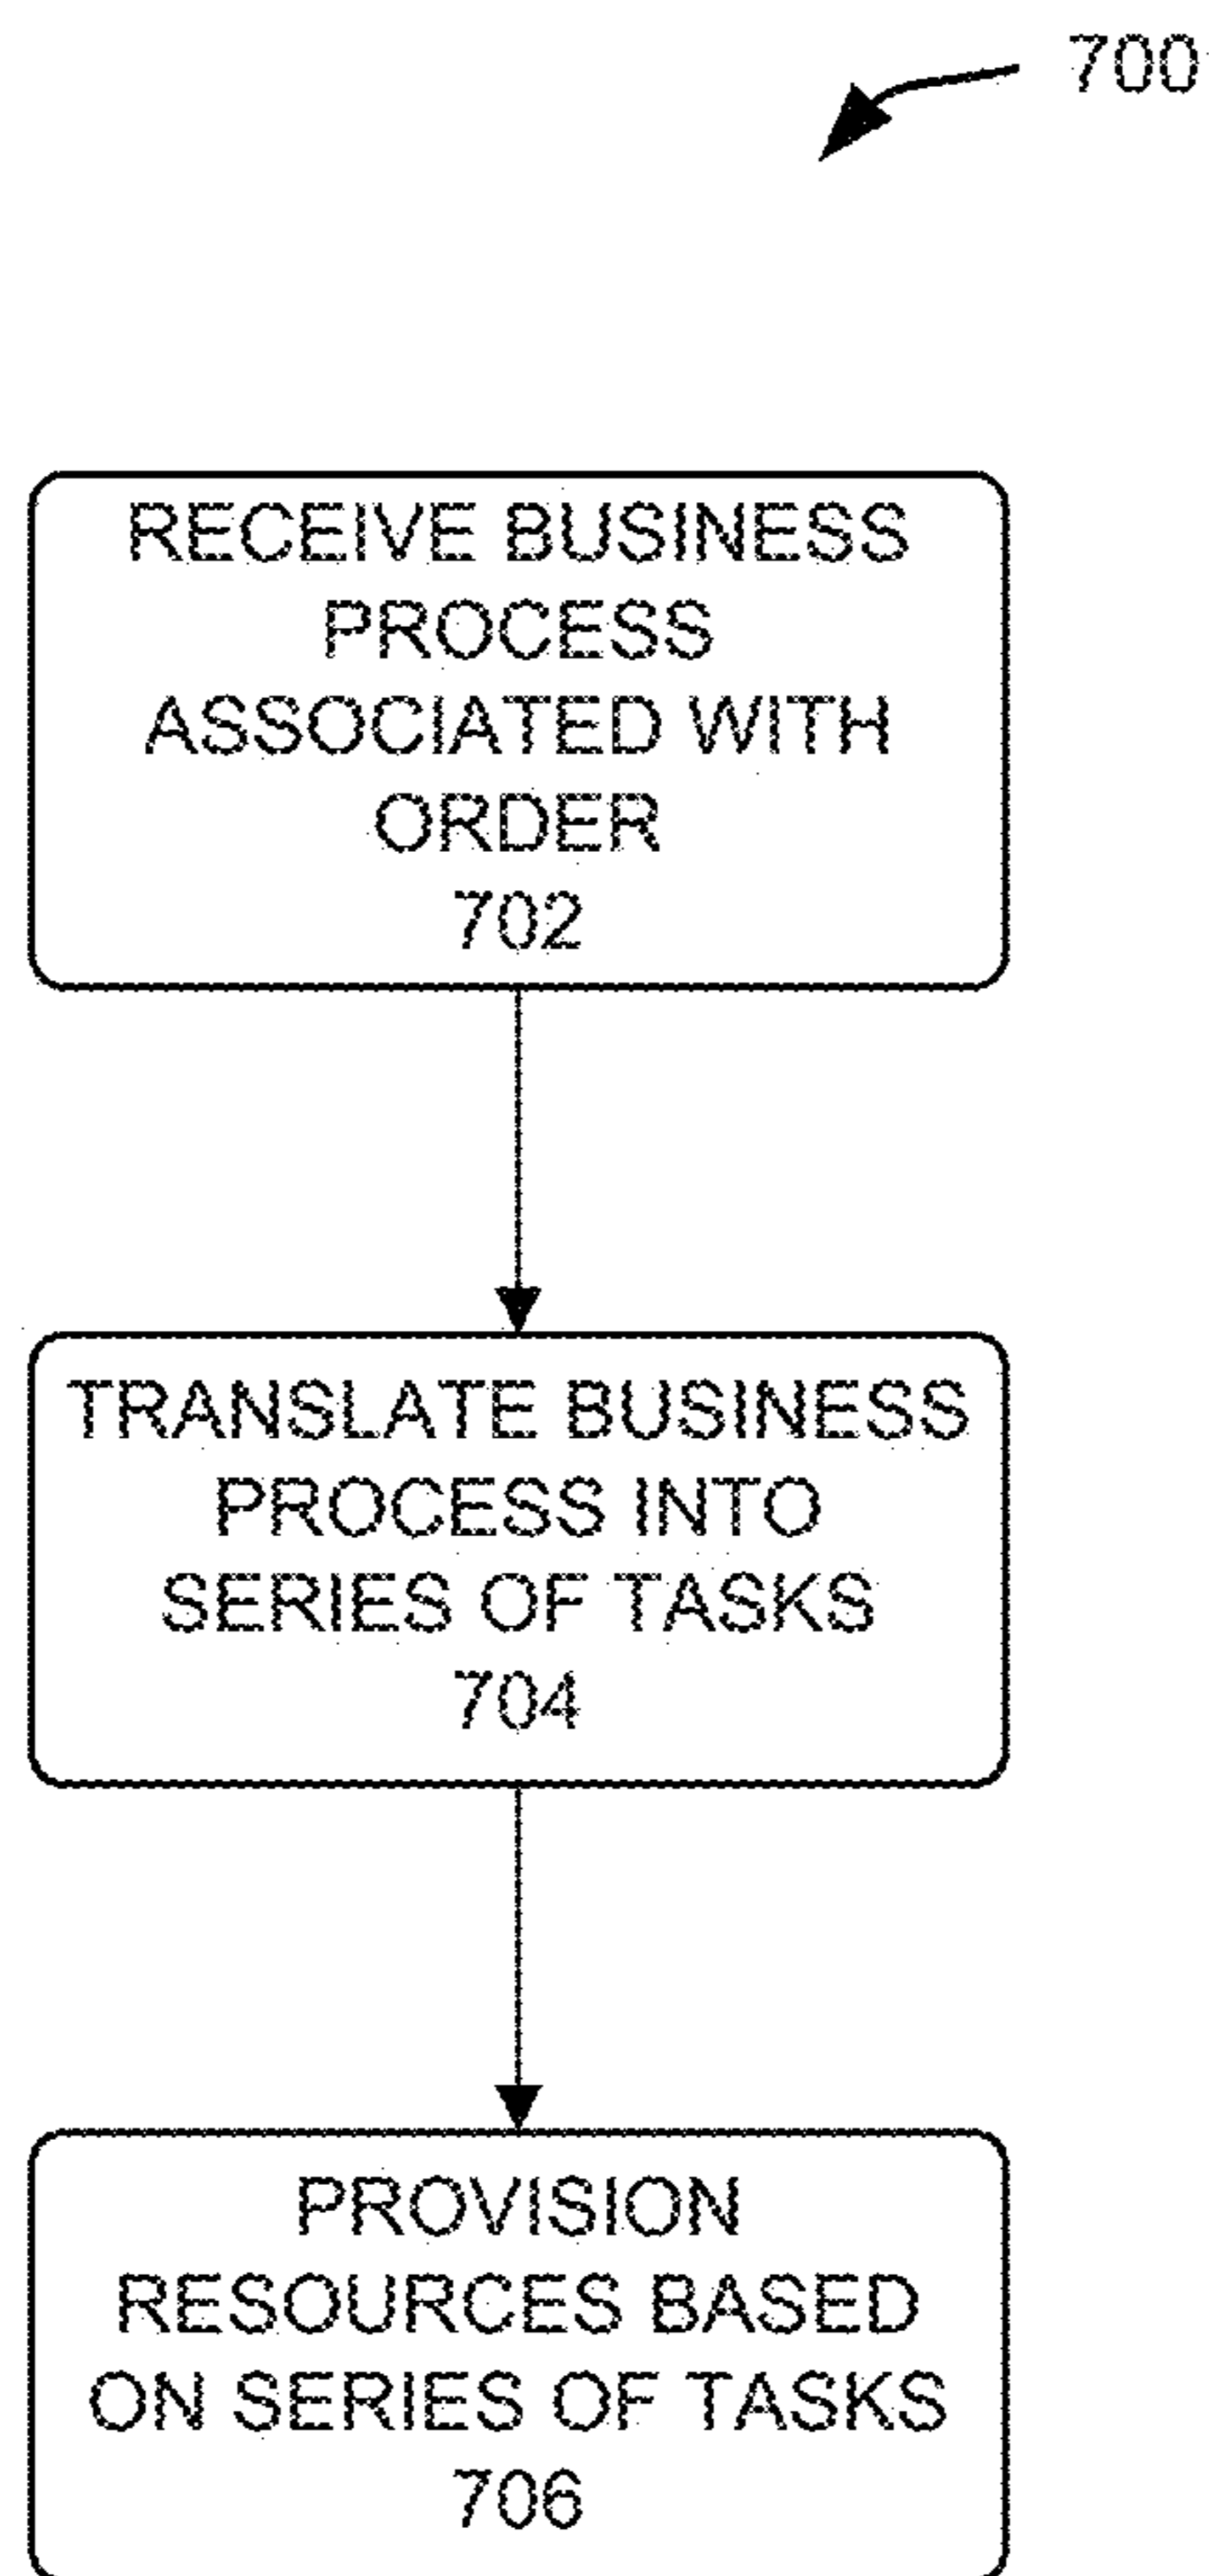 700
RECEIVE BUSINESS
PROCESS
ASSOCIATED WITH
ORDER
702
TRANSLATE BUSINESS
PROCESS INTO
SERIES OF TASKS
704
PROVISION
RESOURCES BASED
ON SERIES OF TASKS
706